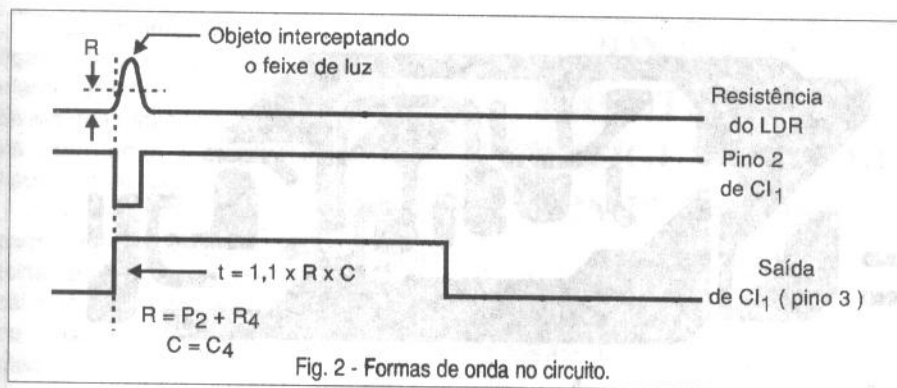 R
Objeto interceptando
o feixe de luz
Resistência
do LDR
Pino 2
de CI1
t = 1,1 x R x C
R = P2 + R4
C = C4
Saída
de CI1 ( pino 3 )
Fig. 2 - Formas de onda no circuito.